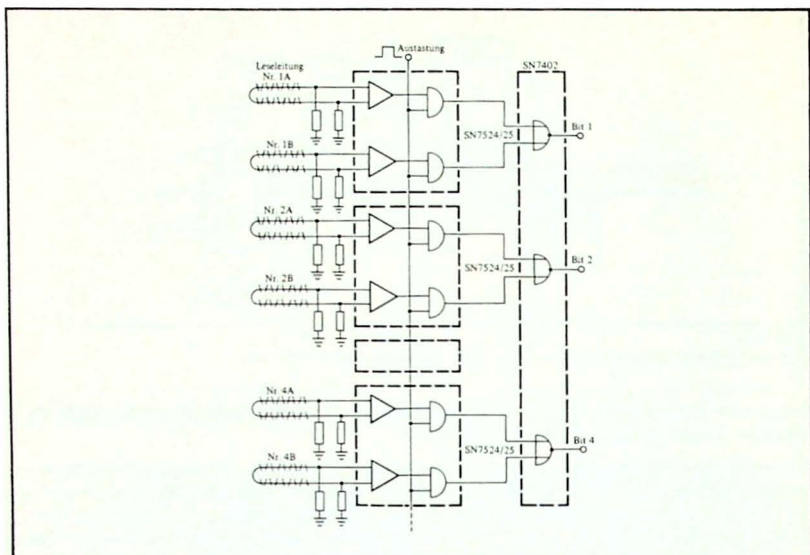 Austastung
Leseleitung
Nr. 1A
SN7402
SN7524/25
Bit 1
Nr. 1B
Nr. 2A
SN7524/25
Bit 2
Nr. 2B
Nr. 4A
SN7524/25
Bit 4
Nr. 4B